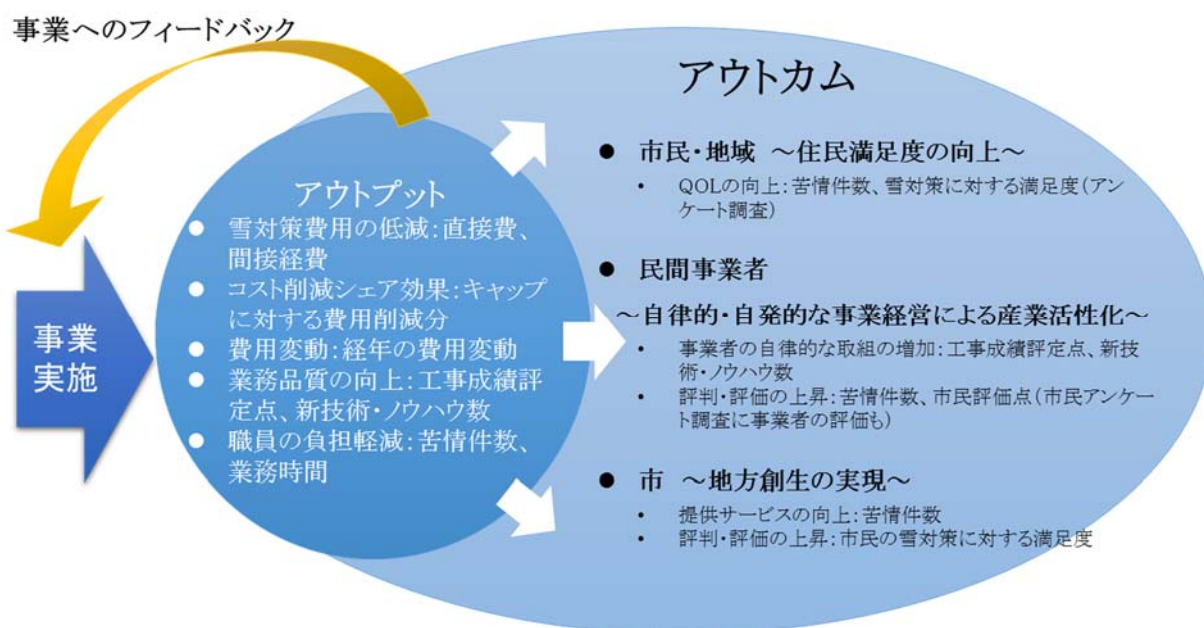 事業へのフィードバック
アウトカム
事業
実施
アウトプット
● 雪対策費用の低減：直接費、
間接経費
● コスト削減シェア効果：キャップ
に対する費用削減分
● 費用変動：経年の費用変動
● 業務品質の向上：工事成績評
定点、新技術・ノウハウ数
● 職員の負担軽減：苦情件数、
業務時間
● 市民・地域 ～住民満足度の向上～
• QOLの向上：苦情件数、雪対策に対する満足度（アン
ケート調査）
● 民間事業者
～自律的・自発的な事業経営による産業活性化～
• 事業者の自律的な取組の増加：工事成績評定点、新技
術・ノウハウ数
• 評判・評価の上昇：苦情件数、市民評価点（市民アンケー
ト調査に事業者の評価も）
● 市 ～地方創生の実現～
• 提供サービスの向上：苦情件数
• 評判・評価の上昇：市民の雪対策に対する満足度